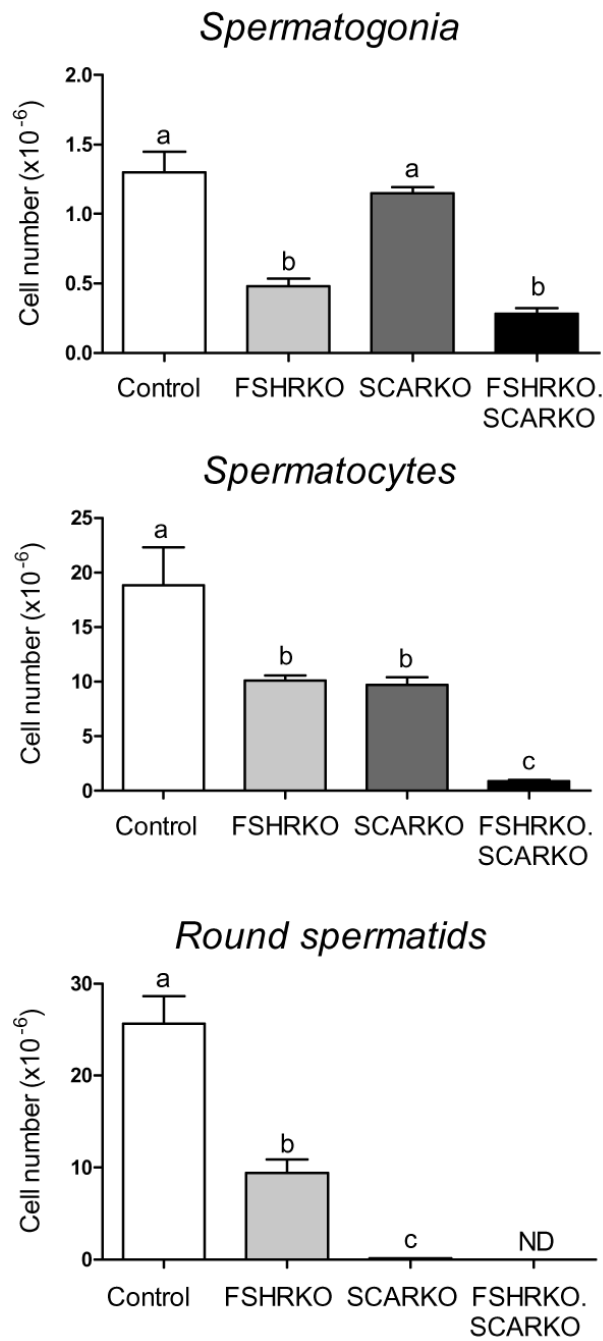 Spermatogonia
Cell number (x10⁻⁶)
2.0
1.5
1.0
0.5
0.0
a
b
a
b
Control
FSHRKO
SCARKO
FSHRKO.
SCARKO
Spermatocytes
Cell number (x10⁻⁶)
25
20
15
10
5
0
a
b
b
c
Control
FSHRKO
SCARKO
FSHRKO.
SCARKO
Round spermatids
Cell number (x10⁻⁶)
30
20
10
0
a
b
c
ND
Control
FSHRKO
SCARKO
FSHRKO.
SCARKO